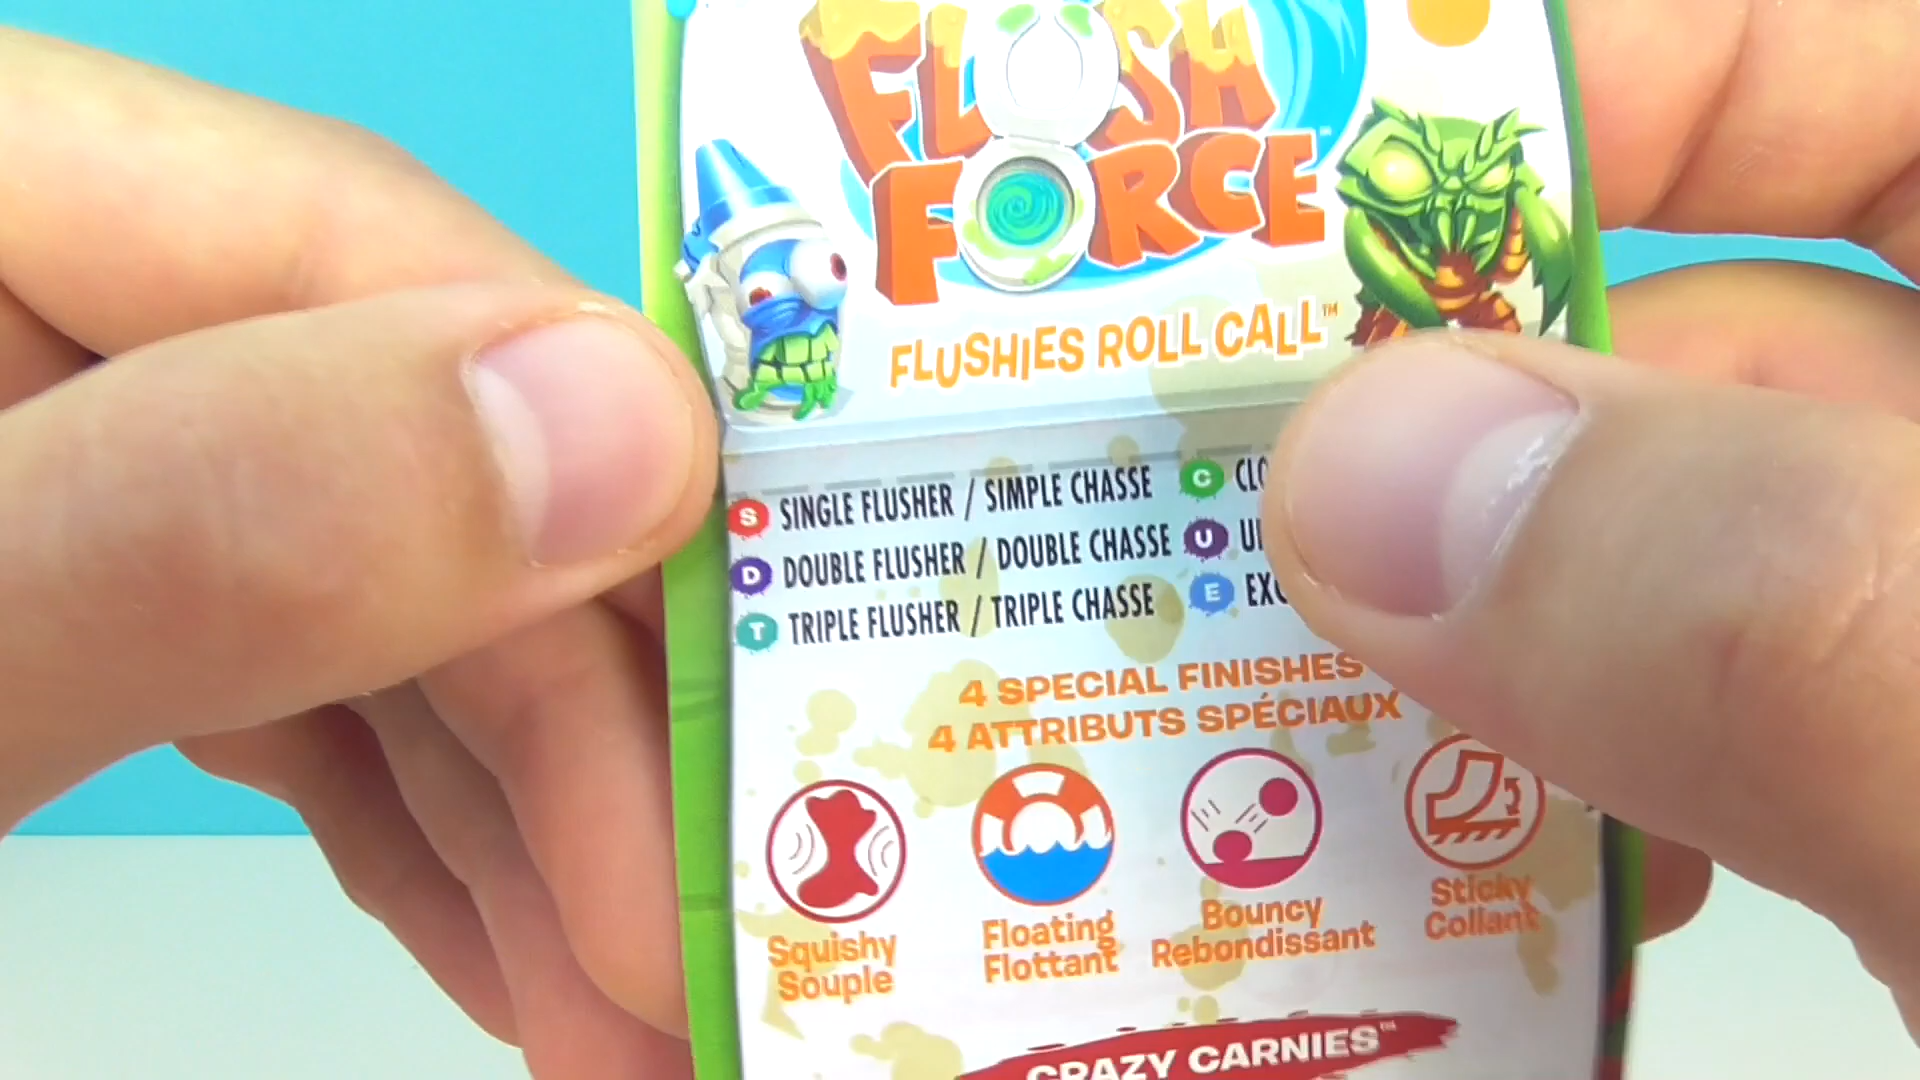 FLUSH
FORCE
FLUSHIES ROLL CALL™
S SINGLE FLUSHER / SIMPLE CHASSE C
D DOUBLE FLUSHER / DOUBLE CHASSE U
T TRIPLE FLUSHER / TRIPLE CHASSE E
4 SPECIAL FINISHES
4 ATTRIBUTS SPÉCIAUX
Squishy
Souple
Floating
Flottant
Bouncy
Rebondissant
Sticky
Collant
CRAZY CARNIES™